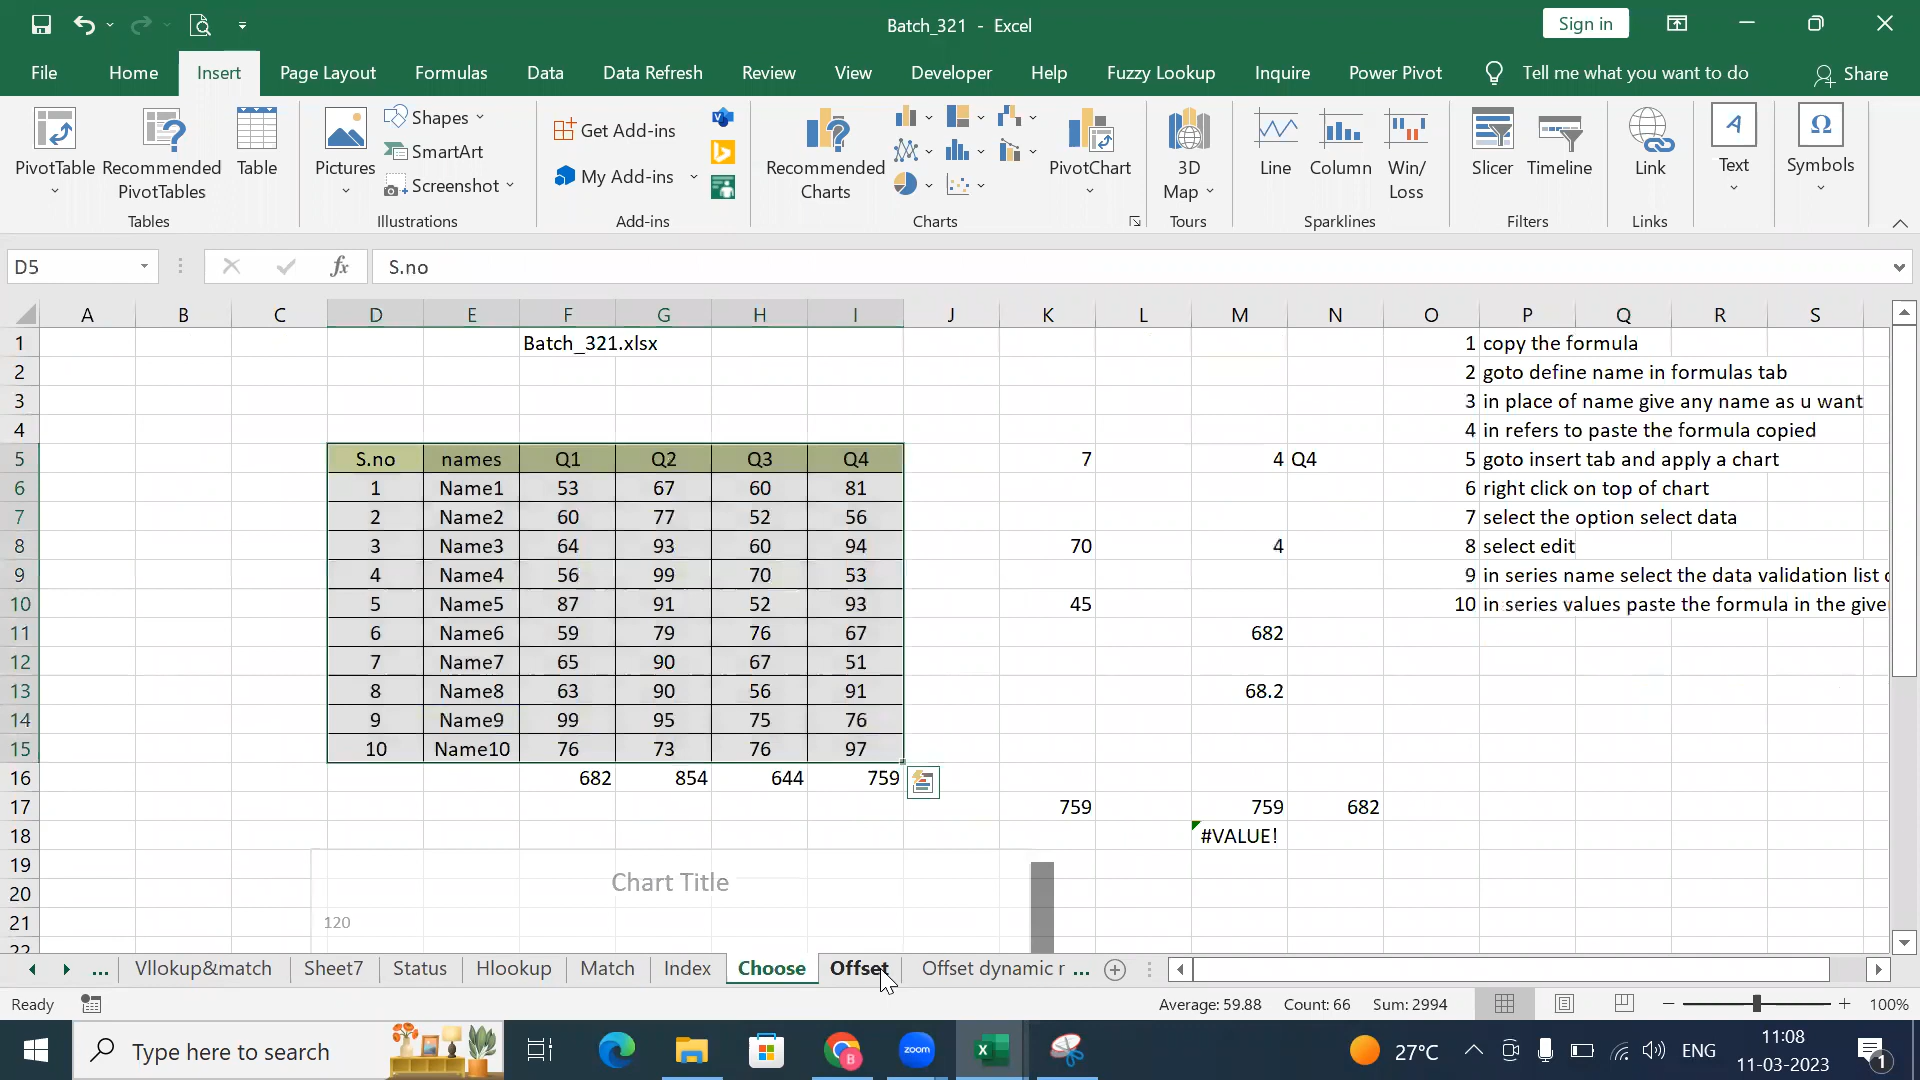 Batch_321 - Excel
Sign in
File Home Insert Page Layout Formulas Data Data Refresh Review View Developer Help Fuzzy Lookup Inquire Power Pivot Tell me what you want to do Share
PivotTable
Recommended PivotTables
Table
Tables
Pictures
Shapes
SmartArt
Screenshot
Illustrations
Get Add-ins
My Add-ins
Add-ins
Recommended Charts
PivotChart
Charts
3D Map
Tours
Line
Column
Win/ Loss
Sparklines
Slicer
Timeline
Filters
Link
Links
Text
Symbols
D5 fx S.no
A B C D E F G H I J K L M N O P Q R S
1 Batch_321.xlsx 1 copy the formula
2 2 goto define name in formulas tab
3 3 in place of name give any name as u want
4 4 in refers to paste the formula copied
5 S.no names Q1 Q2 Q3 Q4 7 4 Q4 5 goto insert tab and apply a chart
6 1 Name1 53 67 60 81 6 right click on top of chart
7 2 Name2 60 77 52 56 7 select the option select data
8 3 Name3 64 93 60 94 70 4 8 select edit
9 4 Name4 56 99 70 53 9 in series name select the data validation list
10 5 Name5 87 91 52 93 45 10 in series values paste the formula in the
11 6 Name6 59 79 76 67 682
12 7 Name7 65 90 67 51
13 8 Name8 63 90 56 91 68.2
14 9 Name9 99 95 75 76
15 10 Name10 76 73 76 97
16 682 854 644 759
17 759 759 682
18 #VALUE!
19
20 Chart Title
21 120
22
... Vllokup&match Sheet7 Status Hlookup Match Index Choose Offset Offset dynamic r ...
Ready Average: 59.88 Count: 66 Sum: 2994 100%
Type here to search zoom 27°C ENG 11:08
11-03-2023 1